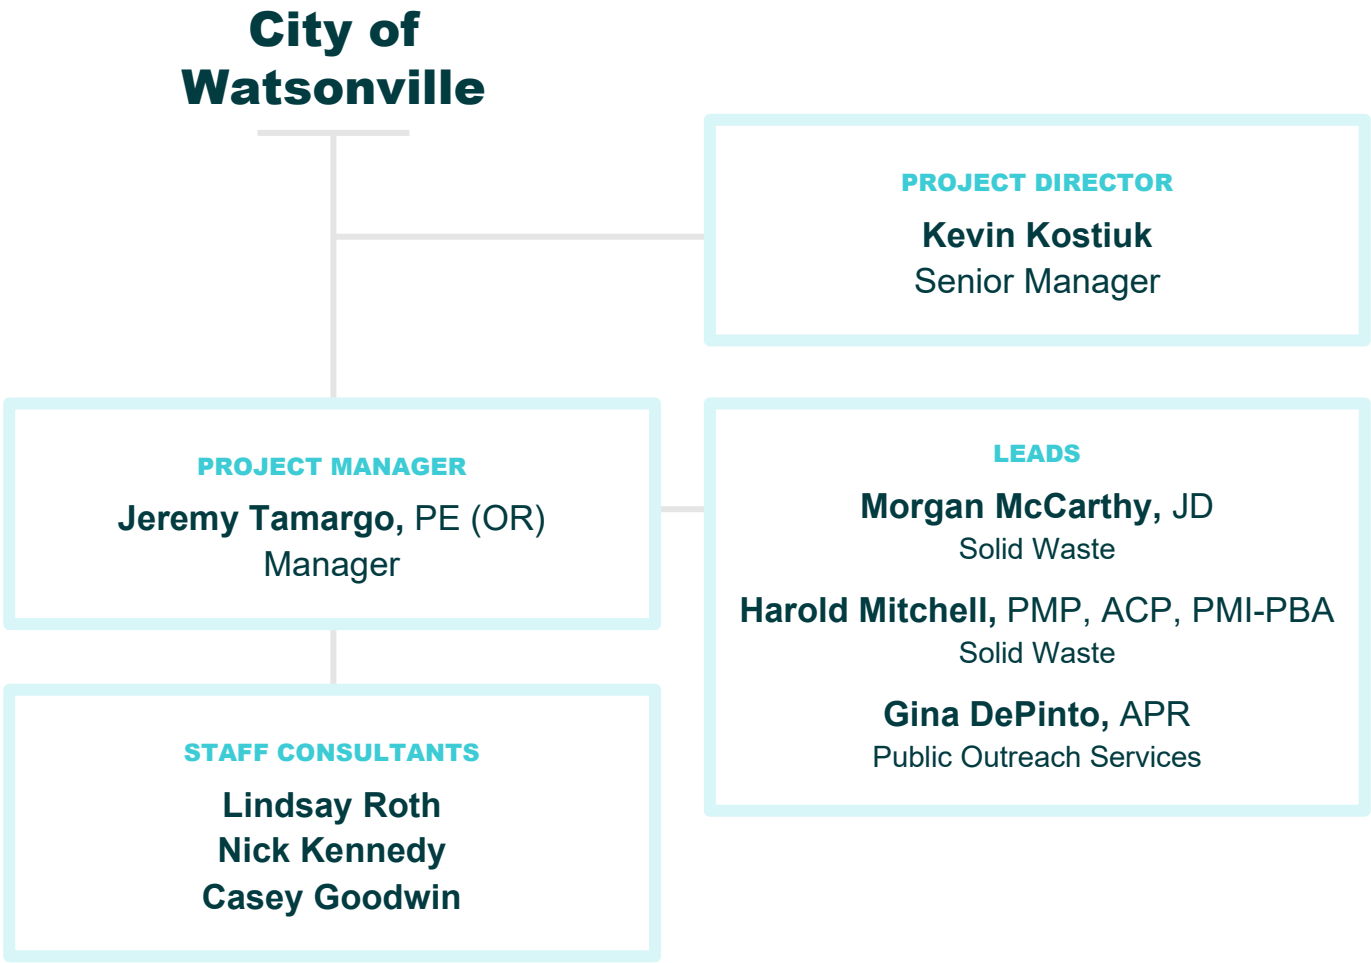 City of
Watsonville
PROJECT DIRECTOR
Kevin Kostiuk
Senior Manager
PROJECT MANAGER
Jeremy Tamargo, PE (OR)
Manager
LEADS
Morgan McCarthy, JD
Solid Waste
Harold Mitchell, PMP, ACP, PMI-PBA
Solid Waste
Gina DePinto, APR
Public Outreach Services
STAFF CONSULTANTS
Lindsay Roth
Nick Kennedy
Casey Goodwin